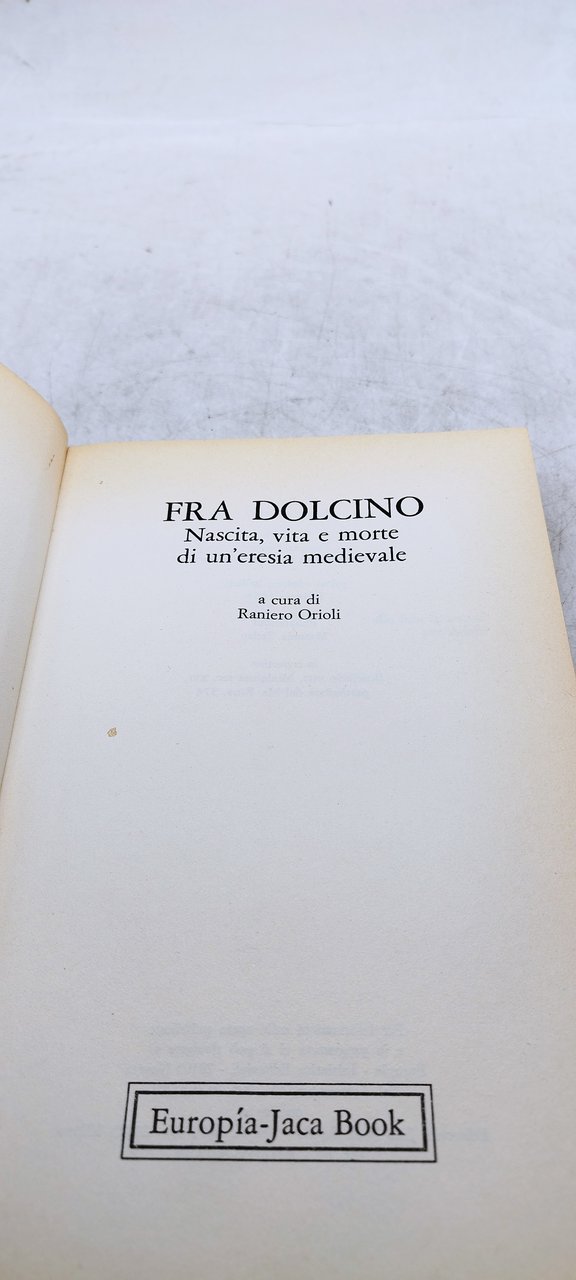 FRA DOLCINO
Nascita, vita e morte
di un'eresia medievale
a cura di
Raniero Orioli
Europía-Jaca Book